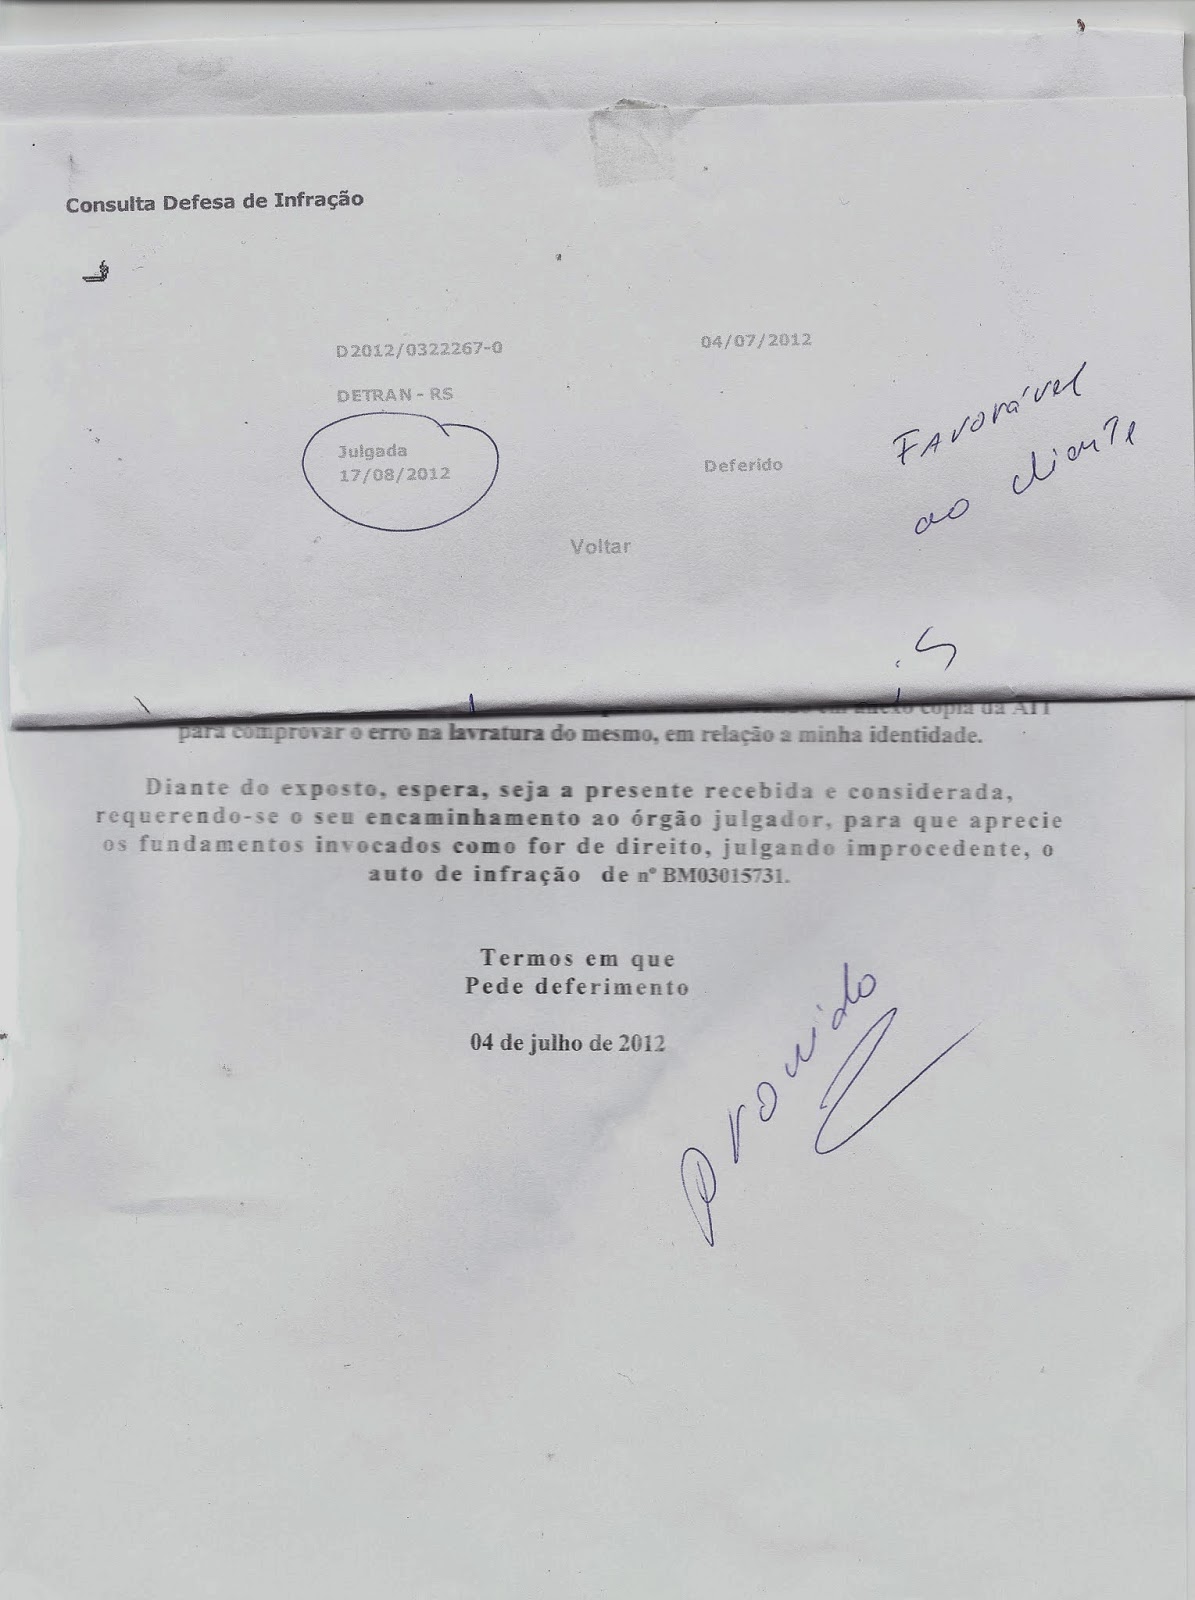 Consulta Defesa de Infração
D2012/0322267-0
04/07/2012
DETRAN - RS
Julgada
17/08/2012
Deferido
Favorável
ao cliente
Voltar
anexo cópia da AIT
para comprovar o erro na lavratura do mesmo, em relação a minha identidade.
Diante do exposto, espera, seja a presente recebida e considerada,
requerendo-se o seu encaminhamento ao órgão julgador, para que aprecie
os fundamentos invocados como for de direito, julgando improcedente, o
auto de infração de nº BM03015731.
Termos em que
Pede deferimento
04 de julho de 2012
provido